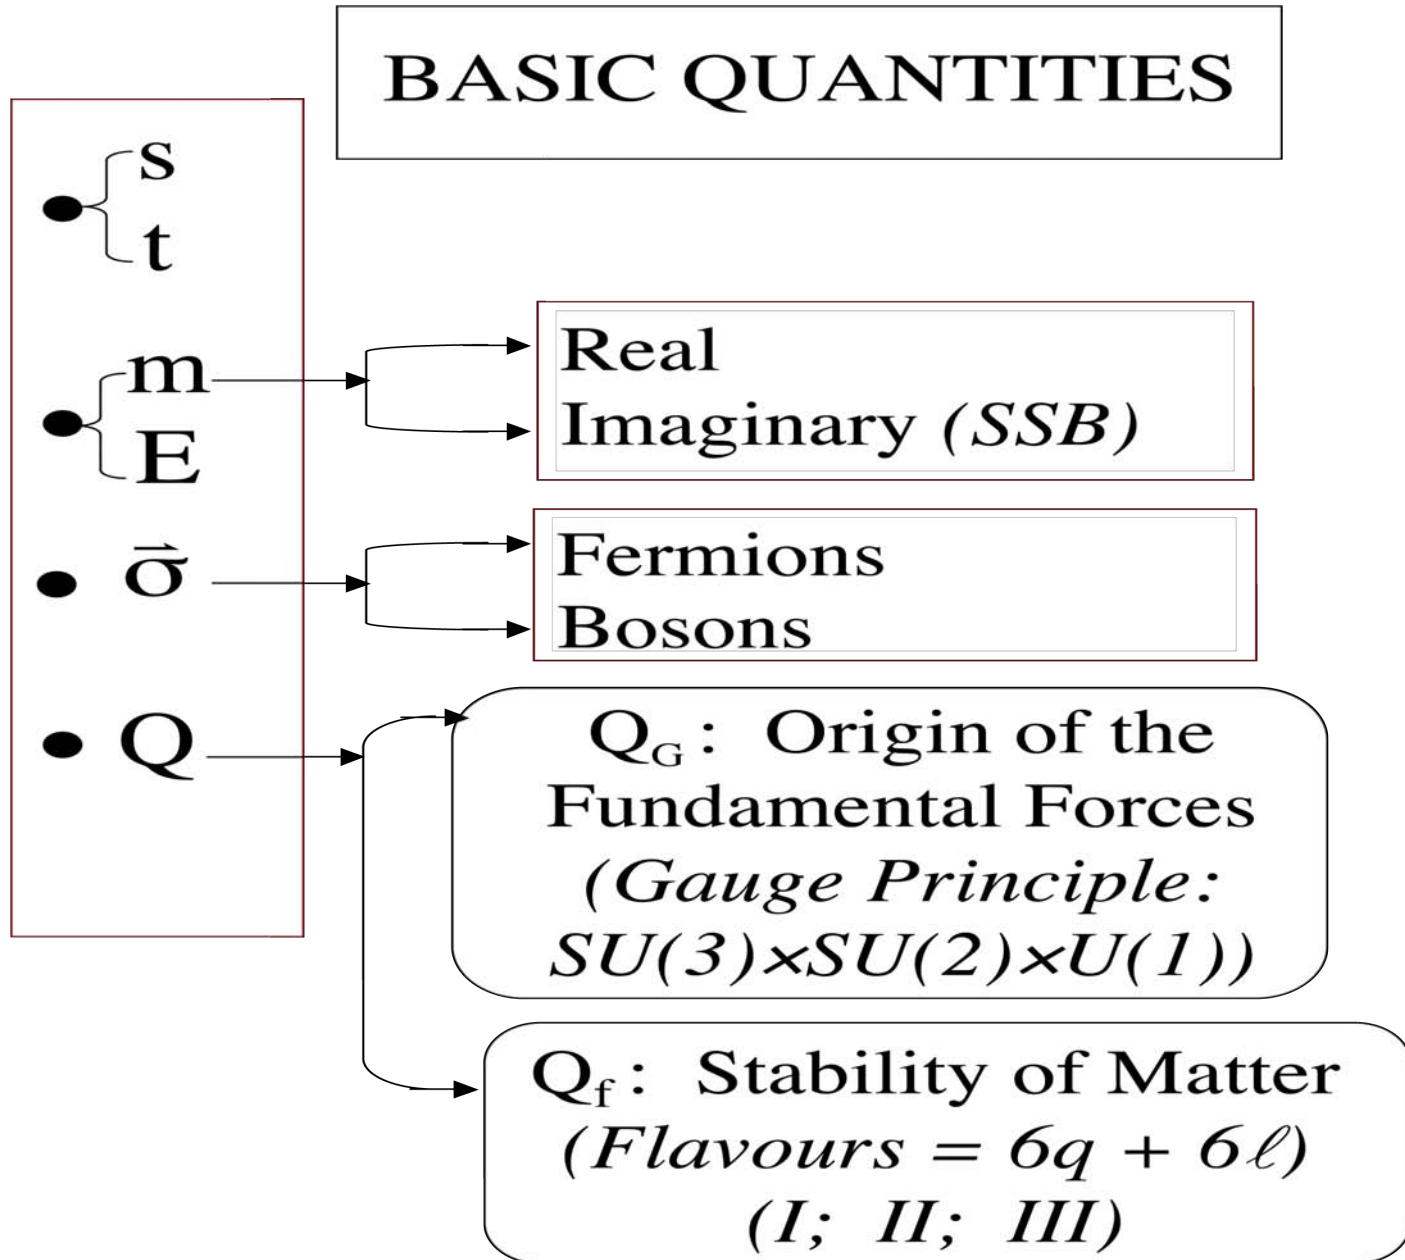 BASIC QUANTITIES
s
t
m
E
σ⃗
Q
Real
Imaginary (SSB)
Fermions
Bosons
Q_G : Origin of the
Fundamental Forces
(Gauge Principle:
SU(3)×SU(2)×U(1))
Q_f : Stability of Matter
(Flavours = 6q + 6ℓ)
(I; II; III)